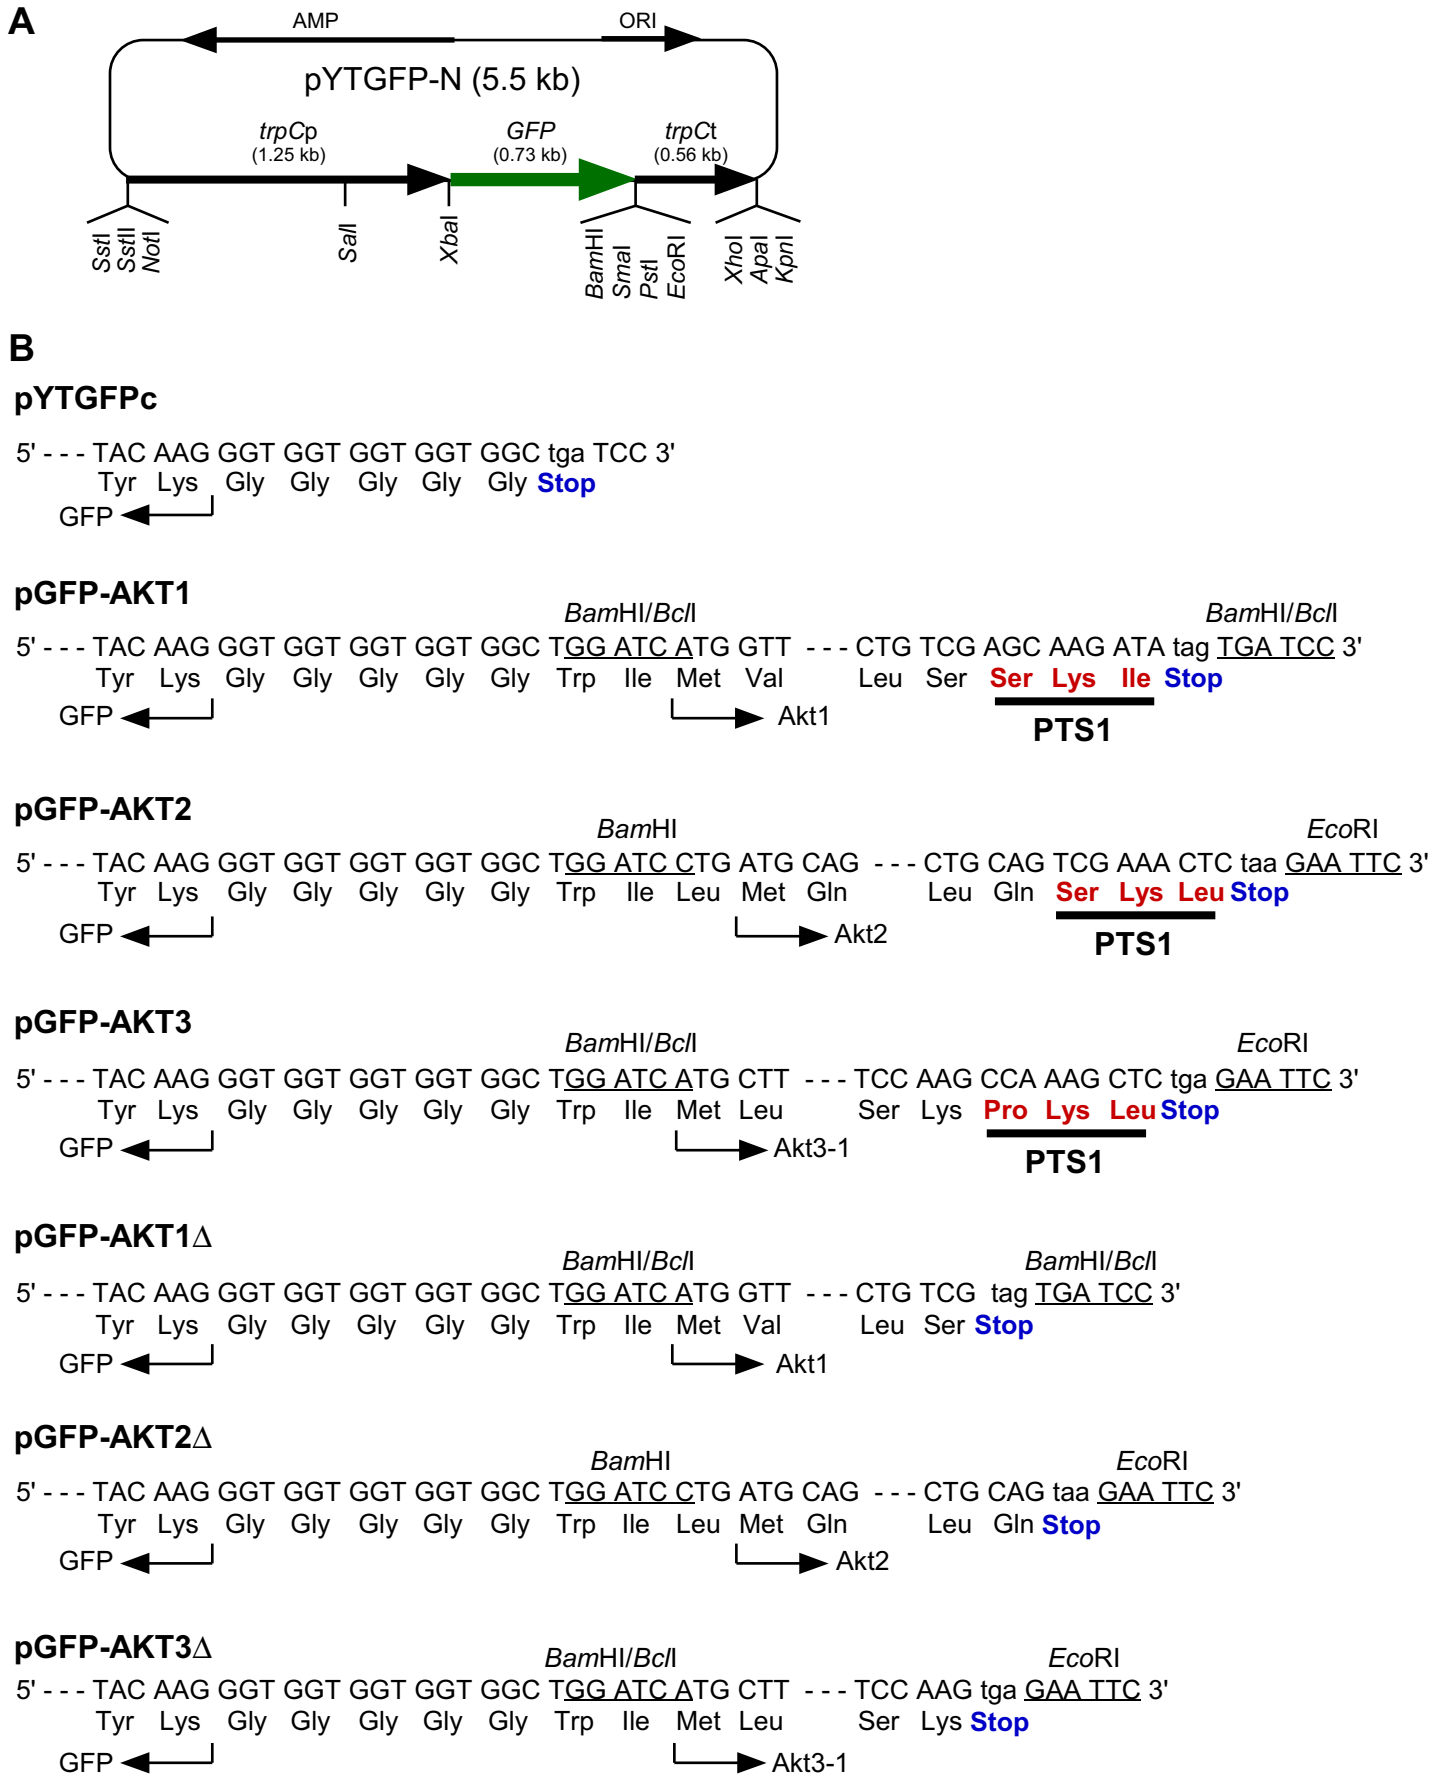 A
AMP ORI
pYTGFP-N (5.5 kb)
trpCp GFP trpCt
(1.25 kb) (0.73 kb) (0.56 kb)
SstI SstII NotI SalI XbaI BamHI SmaI PstI EcoRI XhoI ApaI KpnI
B
pYTGFPc
5' - - - TAC AAG GGT GGT GGT GGT GGC tga TCC 3'
Tyr Lys Gly Gly Gly Gly Gly Stop
GFP
pGFP-AKT1
BamHI/BclI BamHI/BclI
5' - - - TAC AAG GGT GGT GGT GGT GGC TGG ATC ATG GTT - - - CTG TCG AGC AAG ATA tag TGA TCC 3'
Tyr Lys Gly Gly Gly Gly Gly Trp Ile Met Val Leu Ser Ser Lys Ile Stop
GFP Akt1
PTS1
pGFP-AKT2
BamHI EcoRI
5' - - - TAC AAG GGT GGT GGT GGT GGC TGG ATC CTG ATG CAG - - - CTG CAG TCG AAA CTC taa GAA TTC 3'
Tyr Lys Gly Gly Gly Gly Gly Trp Ile Leu Met Gln Leu Gln Ser Lys Leu Stop
GFP Akt2
PTS1
pGFP-AKT3
BamHI/BclI EcoRI
5' - - - TAC AAG GGT GGT GGT GGT GGC TGG ATC ATG CTT - - - TCC AAG CCA AAG CTC tga GAA TTC 3'
Tyr Lys Gly Gly Gly Gly Gly Trp Ile Met Leu Ser Lys Pro Lys Leu Stop
GFP Akt3-1
PTS1
pGFP-AKT1Δ
BamHI/BclI BamHI/BclI
5' - - - TAC AAG GGT GGT GGT GGT GGC TGG ATC ATG GTT - - - CTG TCG tag TGA TCC 3'
Tyr Lys Gly Gly Gly Gly Gly Trp Ile Met Val Leu Ser Stop
GFP Akt1
pGFP-AKT2Δ
BamHI EcoRI
5' - - - TAC AAG GGT GGT GGT GGT GGC TGG ATC CTG ATG CAG - - - CTG CAG taa GAA TTC 3'
Tyr Lys Gly Gly Gly Gly Gly Trp Ile Leu Met Gln Leu Gln Stop
GFP Akt2
pGFP-AKT3Δ
BamHI/BclI EcoRI
5' - - - TAC AAG GGT GGT GGT GGT GGC TGG ATC ATG CTT - - - TCC AAG tga GAA TTC 3'
Tyr Lys Gly Gly Gly Gly Gly Trp Ile Met Leu Ser Lys Stop
GFP Akt3-1